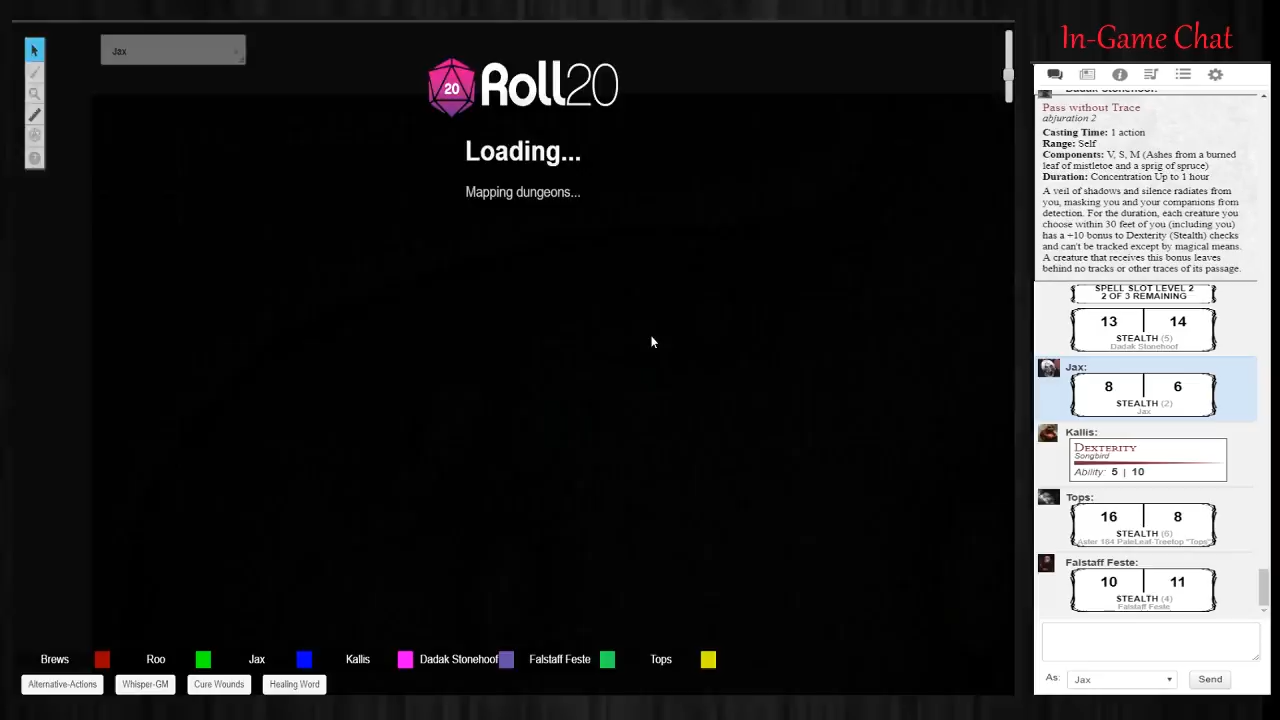 In-Game Chat
Jax
20
Roll20
Loading...
Mapping dungeons...
Dadak Stonehoof:
Pass without Trace
abjuration 2
Casting Time: 1 action
Range: Self
Components: V, S, M (Ashes from a burned
leaf of mistletoe and a sprig of spruce)
Duration: Concentration Up to 1 hour
A veil of shadows and silence radiates from
you, masking you and your companions from
detection. For the duration, each creature you
choose within 30 feet of you (including you)
has a +10 bonus to Dexterity (Stealth) checks
and can't be tracked except by magical means.
A creature that receives this bonus leaves
behind no tracks or other traces of its passage.
SPELL SLOT LEVEL 2
2 OF 3 REMAINING
13 14
STEALTH (5)
Dadak Stonehoof
Jax:
8 6
STEALTH (2)
Jax
Kallis:
DEXTERITY
Songbird
Ability: 5 | 10
Tops:
16 8
STEALTH (6)
Aster 164 PaleLeaf-Treetop "Tops"
Falstaff Feste:
10 11
STEALTH (4)
Falstaff Feste
As: Jax Send
Brews Roo Jax Kallis Dadak Stonehoof Falstaff Feste Tops
Alternative-Actions Whisper-GM Cure Wounds Healing Word